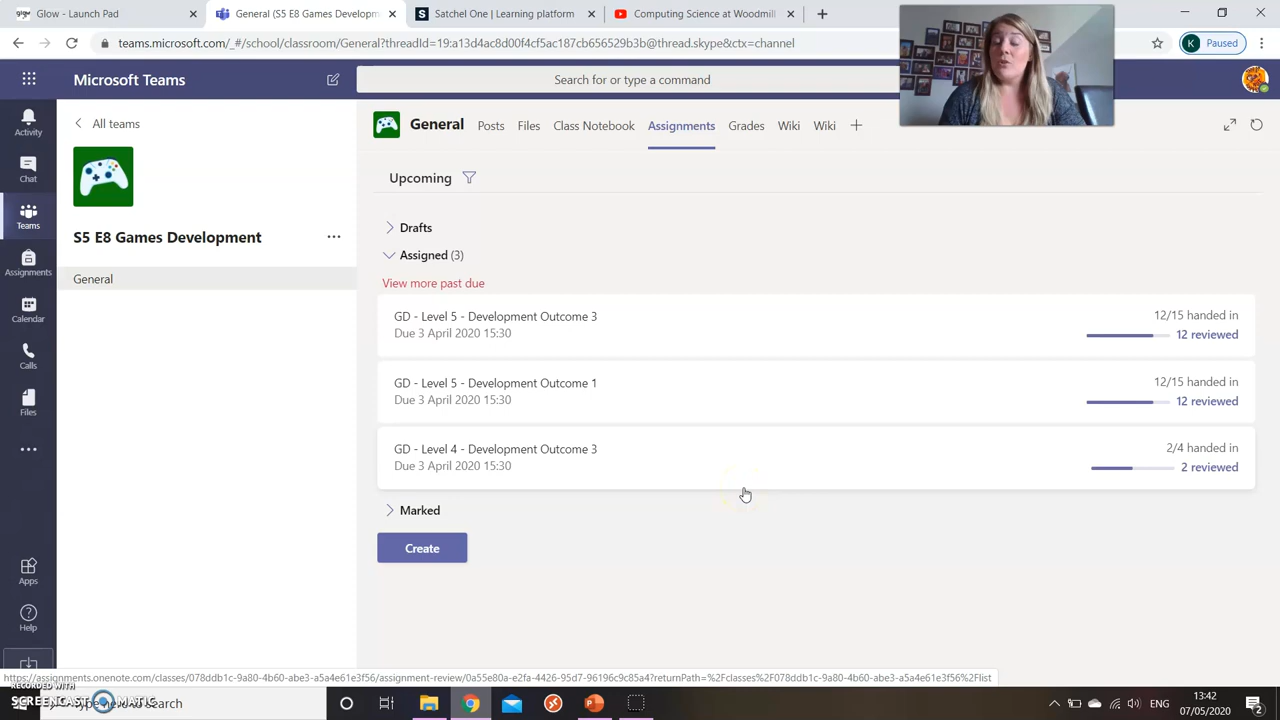 Glow - Launch Pad
General (S5 E8 Games Developm
Satchel One | Learning platform
Computing Science at Woodmill
teams.microsoft.com/_#/school/classroom/General?threadId=19:a13d4ac8d00f4cf5ac187cb656529b3b@thread.skype&ctx=channel
K Paused
Microsoft Teams
Search for or type a command
Activity
Chat
Teams
Assignments
Calendar
Calls
Files
Apps
Help
All teams
S5 E8 Games Development
General
General Posts Files Class Notebook Assignments Grades Wiki Wiki
Upcoming
Drafts
Assigned (3)
View more past due
GD - Level 5 - Development Outcome 3
Due 3 April 2020 15:30
12/15 handed in
12 reviewed
GD - Level 5 - Development Outcome 1
Due 3 April 2020 15:30
12/15 handed in
12 reviewed
GD - Level 4 - Development Outcome 3
Due 3 April 2020 15:30
2/4 handed in
2 reviewed
Marked
Create
https://assignments.onenote.com/classes/078ddb1c-9a80-4b60-abe3-a5a4e61e3f56/assignment-review/0a55e80a-e2fa-4426-95d7-96196c9c85a4?returnPath=%2Fclasses%2F078ddb1c-9a80-4b60-abe3-a5a4e61e3f56%2Flist
RECORDED WITH
SCREENCAST MATIC
here to search
13:42
07/05/2020
2